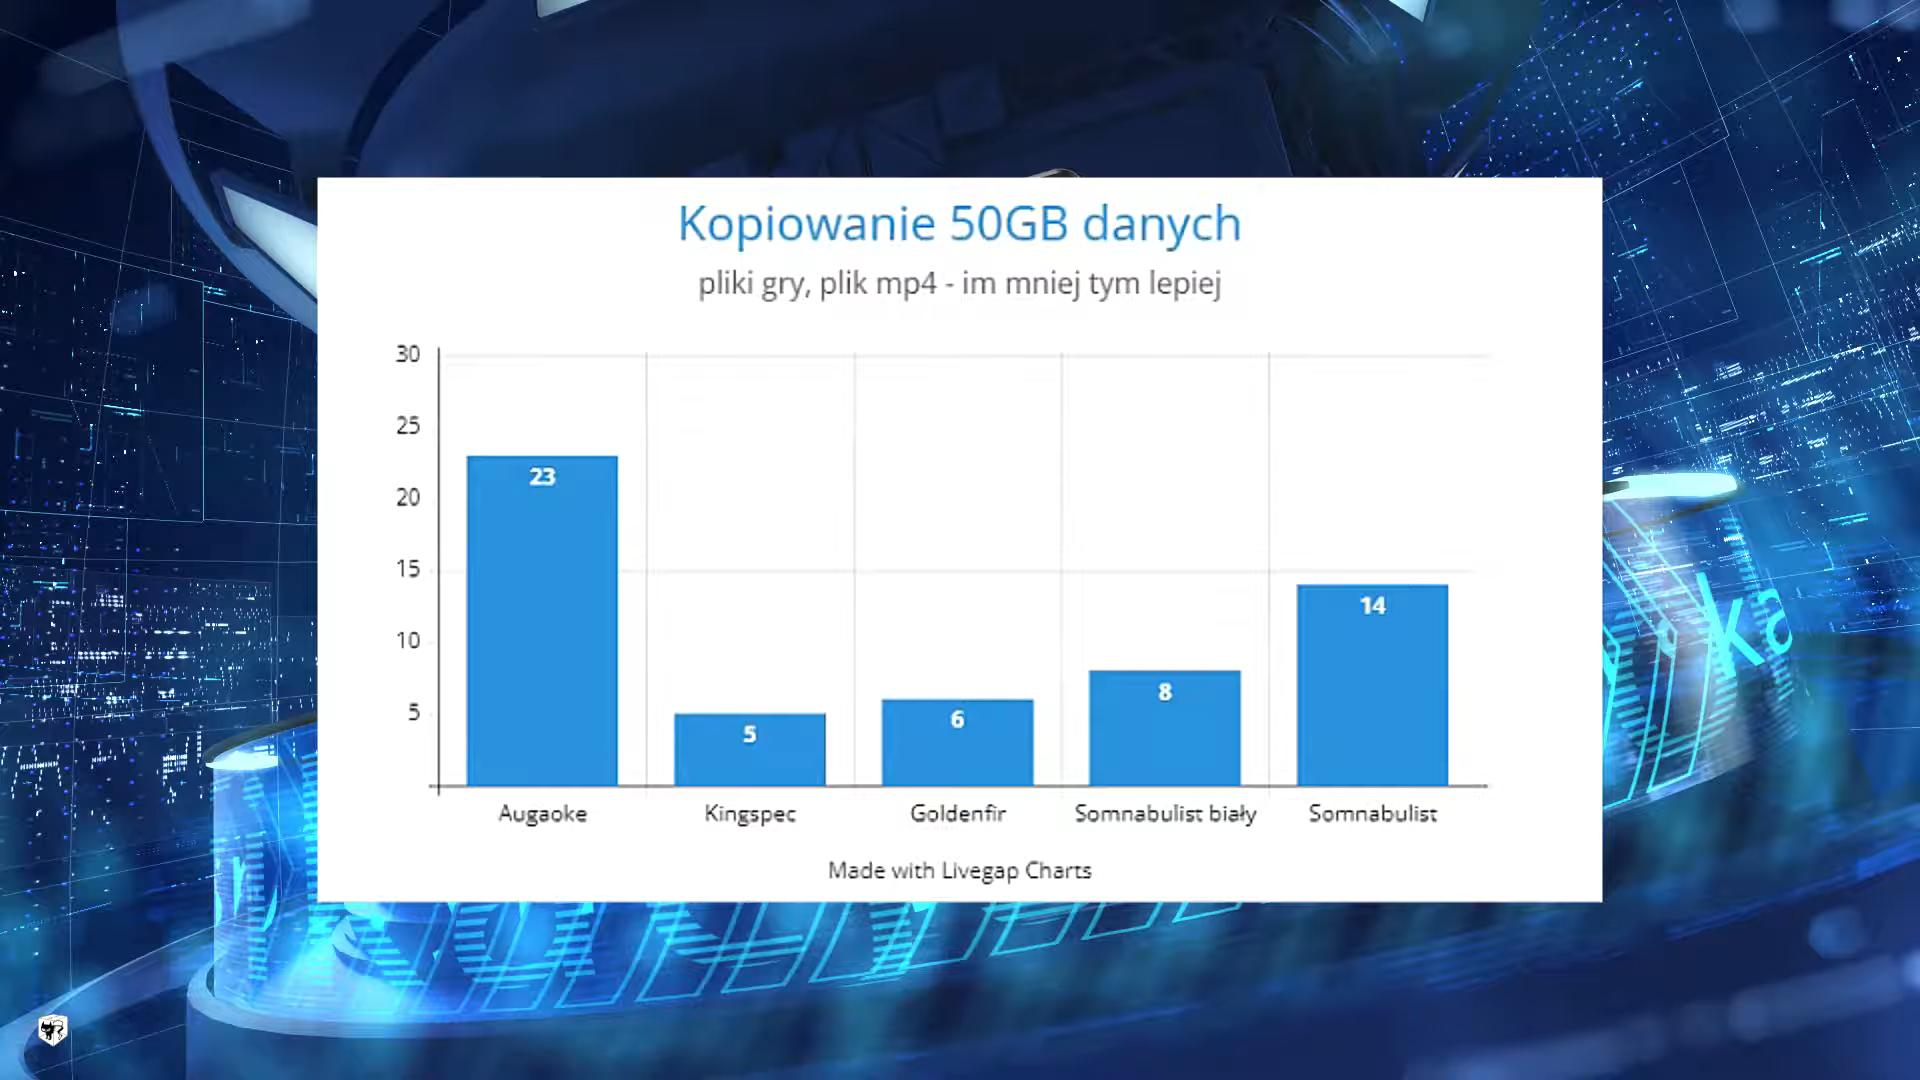 Kopiowanie 50GB danych
pliki gry, plik mp4 - im mniej tym lepiej
30
25
20
15
10
5
23
5
6
8
14
Augaoke
Kingspec
Goldenfir
Somnabulist biały
Somnabulist
Made with Livegap Charts
ka